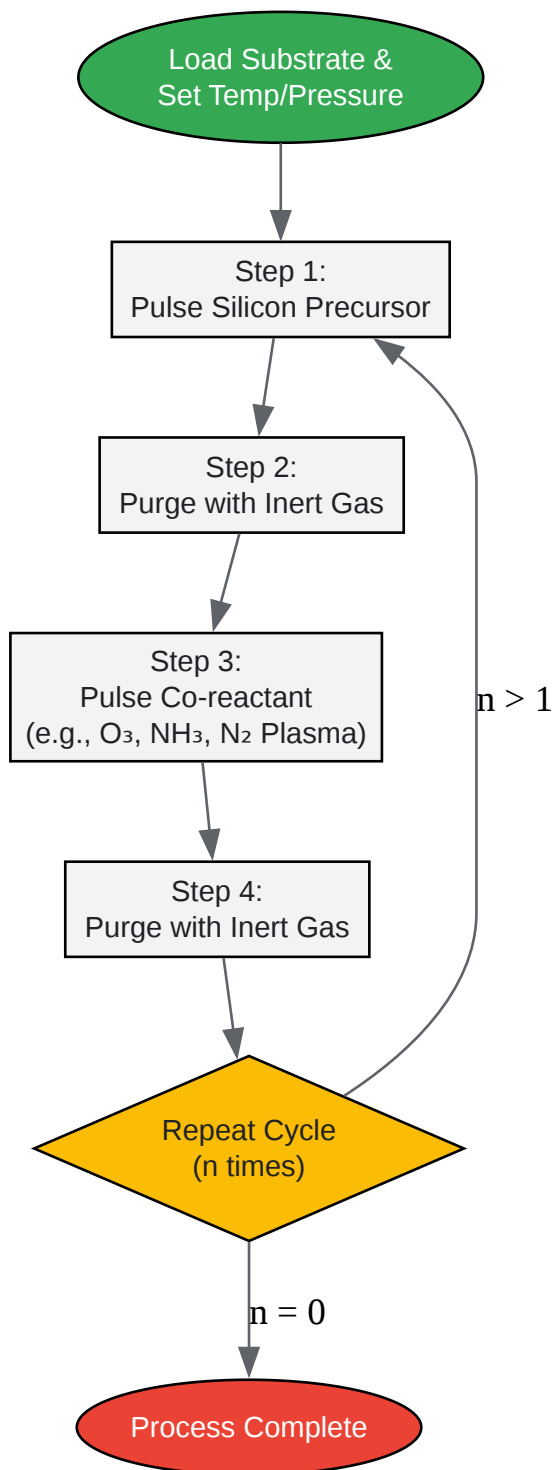 Load Substrate &
Set Temp/Pressure
Step 1:
Pulse Silicon Precursor
Step 2:
Purge with Inert Gas
Step 3:
Pulse Co-reactant
(e.g., O₃, NH₃, N₂ Plasma)
n > 1
Step 4:
Purge with Inert Gas
Repeat Cycle
(n times)
n = 0
Process Complete